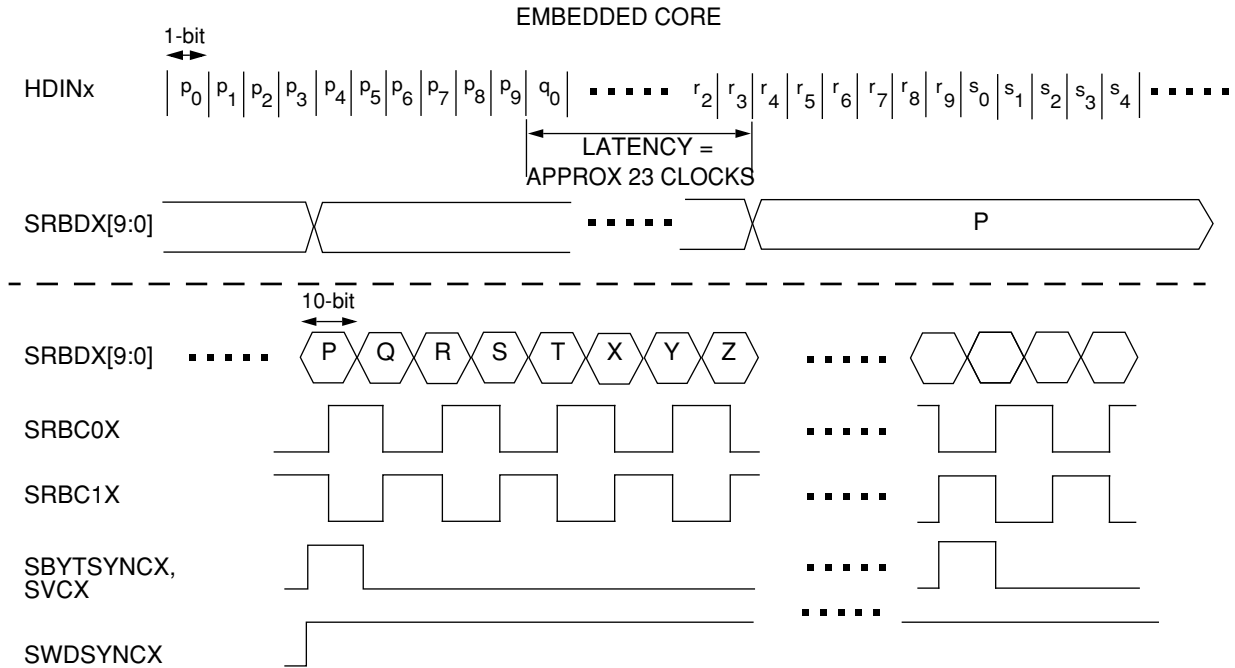 EMBEDDED CORE
1-bit
HDINx p0 p1 p2 p3 p4 p5 p6 p7 p8 p9 q0 r2 r3 r4 r5 r6 r7 r8 r9 s0 s1 s2 s3 s4
LATENCY =
APPROX 23 CLOCKS
SRBDX[9:0] P
10-bit
SRBDX[9:0] P Q R S T X Y Z
SRBC0X
SRBC1X
SBYTSYNCX,
SVCX
SWDSYNCX